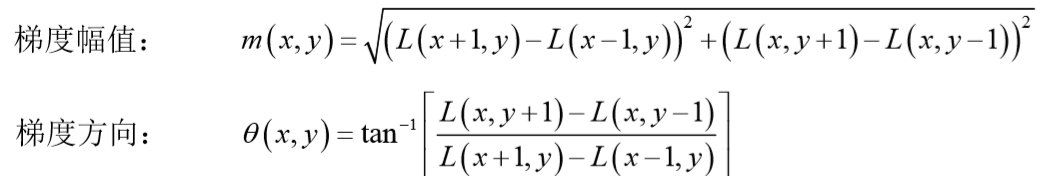 梯度幅值： m(x,y)=√((L(x+1,y)−L(x−1,y))²+(L(x,y+1)−L(x,y−1))²)
梯度方向： θ(x,y)=tan⁻¹[(L(x,y+1)−L(x,y−1))/(L(x+1,y)−L(x−1,y))]